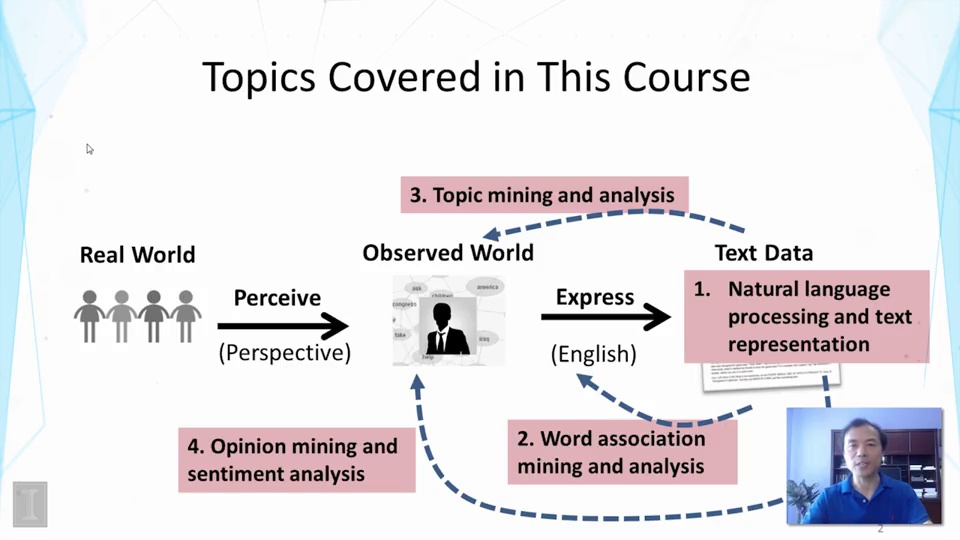 Topics Covered in This Course
3. Topic mining and analysis
Real World
Observed World
Text Data
Perceive
(Perspective)
ask
america
congress
iraq
help
Express
(English)
1. Natural language
processing and text
representation
4. Opinion mining and
sentiment analysis
2. Word association
mining and analysis
I
2